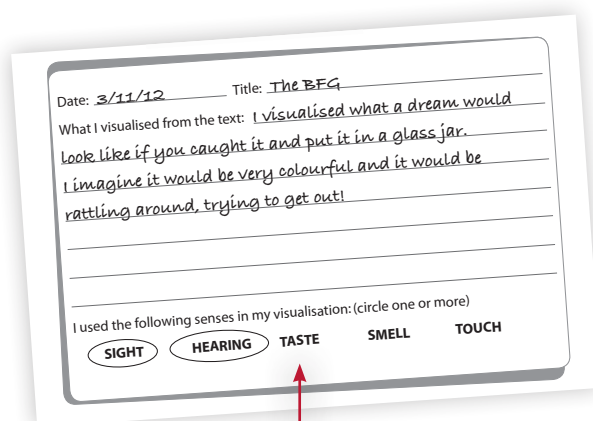 Date: 3/11/12 Title: The BFG
What I visualised from the text: I visualised what a dream would
look like if you caught it and put it in a glass jar.
I imagine it would be very colourful and it would be
rattling around, trying to get out!
I used the following senses in my visualisation: (circle one or more)
SIGHT HEARING TASTE SMELL TOUCH